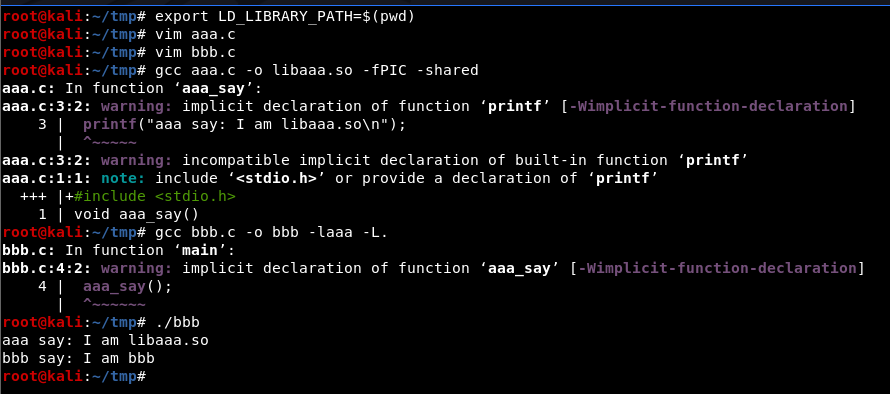 root@kali:~/tmp# export LD_LIBRARY_PATH=$(pwd)
root@kali:~/tmp# vim aaa.c
root@kali:~/tmp# vim bbb.c
root@kali:~/tmp# gcc aaa.c -o libaaa.so -fPIC -shared
aaa.c: In function ‘aaa_say’:
aaa.c:3:2: warning: implicit declaration of function ‘printf’ [-Wimplicit-function-declaration]
    3 |  printf("aaa say: I am libaaa.so\n");
      |  ^~~~~~
aaa.c:3:2: warning: incompatible implicit declaration of built-in function ‘printf’
aaa.c:1:1: note: include ‘<stdio.h>’ or provide a declaration of ‘printf’
  +++ |+#include <stdio.h>
    1 | void aaa_say()
root@kali:~/tmp# gcc bbb.c -o bbb -laaa -L.
bbb.c: In function ‘main’:
bbb.c:4:2: warning: implicit declaration of function ‘aaa_say’ [-Wimplicit-function-declaration]
    4 |  aaa_say();
      |  ^~~~~~~
root@kali:~/tmp# ./bbb
aaa say: I am libaaa.so
bbb say: I am bbb
root@kali:~/tmp#